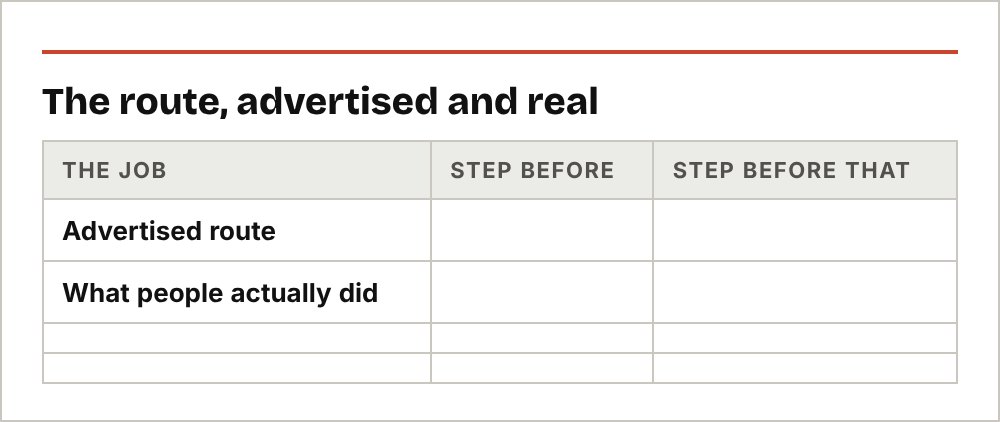 The route, advertised and real
THE JOB STEP BEFORE STEP BEFORE THAT
Advertised route
What people actually did